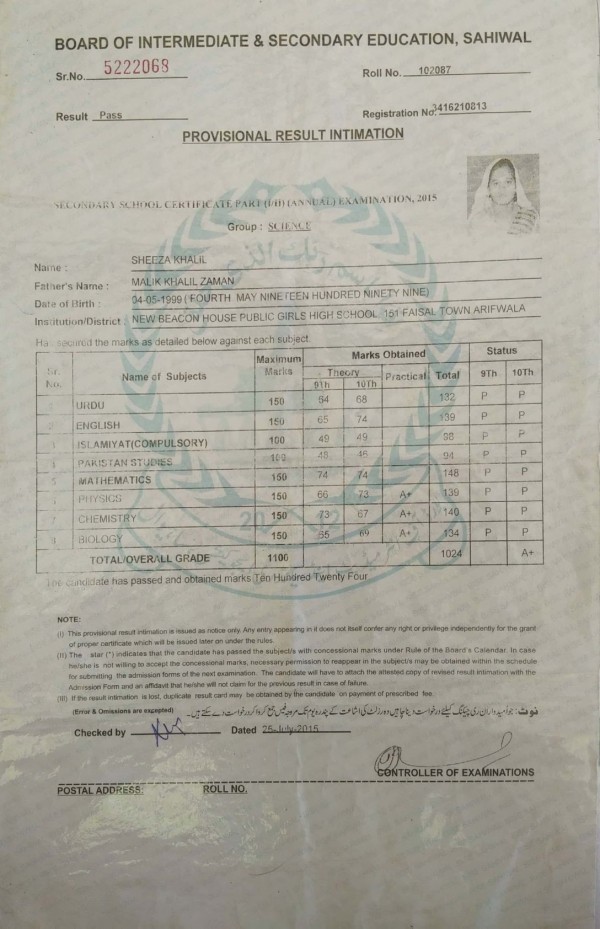 BOARD OF INTERMEDIATE & SECONDARY EDUCATION, SAHIWAL
Sr.No. 5222068 Roll No. 102087
Result Pass Registration No. 3416210813
PROVISIONAL RESULT INTIMATION
SECONDARY SCHOOL CERTIFICATE PART (I/II) (ANNUAL) EXAMINATION, 2015
Group : SCIENCE
Name : SHEEZA KHALIL
Father's Name : MALIK KHALIL ZAMAN
Date of Birth : 04-05-1999 ( FOURTH MAY NINETEEN HUNDRED NINETY NINE)
Institution/District : NEW BEACON HOUSE PUBLIC GIRLS HIGH SCHOOL 151 FAISAL TOWN ARIFWALA
Has secured the marks as detailed below against each subject.
Sr. No. Name of Subjects Maximum Marks Marks Obtained Status
Theory Practical Total 9Th 10Th
9Th 10Th
URDU 150 64 68 132 P P
2 ENGLISH 150 65 74 139 P P
3 ISLAMIYAT(COMPULSORY) 100 49 49 98 P P
4 PAKISTAN STUDIES 100 48 46 94 P P
5 MATHEMATICS 150 74 74 148 P P
6 PHYSICS 150 66 73 A+ 139 P P
7 CHEMISTRY 150 73 67 A+ 140 P P
8 BIOLOGY 150 65 69 A+ 134 P P
TOTAL/OVERALL GRADE 1100 1024 A+
The candidate has passed and obtained marks Ten Hundred Twenty Four
NOTE:
(I) This provisional result intimation is issued as notice only. Any entry appearing in it does not itself confer any right or privilege independently for the grant
of proper certificate which will be issued later on under the rules.
(II) The star (*) indicates that the candidate has passed the subject/s with concessional marks under Rule of the Board's Calendar. In case
he/she is not willing to accept the concessional marks, necessary permission to reappear in the subject/s may be obtained within the schedule
for submitting the admission forms of the next examination. The candidate will have to attach the attested copy of revised result intimation with the
Admission Form and an affidavit that he/she will not claim for the previous result in case of failure.
(III) If the result intimation is lost, duplicate result card may be obtained by the candidate on payment of prescribed fee.
(Error & Omissions are excepted) نوٹ: جو امیدواران ری چیکنگ کیلئے درخواست دینا چاہیں وہ رزلٹ کی اشاعت کے پندرہ یوم تک مروجہ فیس جمع کروا کر درخواست دے سکتے ہیں۔
Checked by Dated 25-July-2015
CONTROLLER OF EXAMINATIONS
POSTAL ADDRESS: ROLL NO.